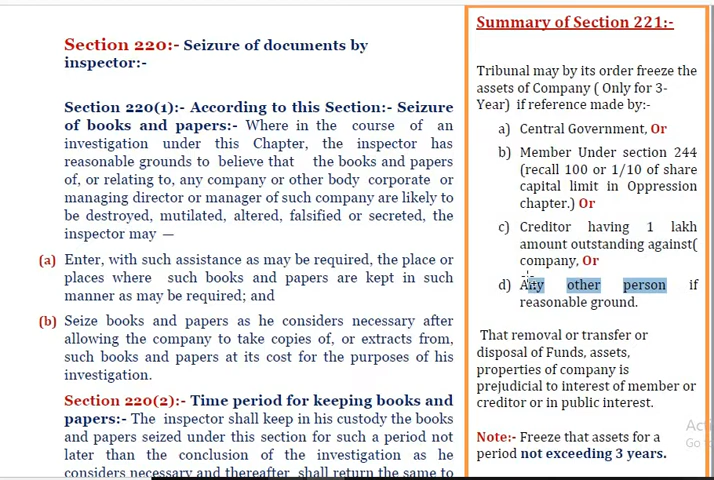 Section 220:- Seizure of documents by
inspector:-
Section 220(1):- According to this Section:- Seizure
of books and papers:- Where in the course of an
investigation under this Chapter, the inspector has
reasonable grounds to believe that the books and papers
of, or relating to, any company or other body corporate or
managing director or manager of such company are likely to
be destroyed, mutilated, altered, falsified or secreted, the
inspector may —
(a) Enter, with such assistance as may be required, the place or
places where such books and papers are kept in such
manner as may be required; and
(b) Seize books and papers as he considers necessary after
allowing the company to take copies of, or extracts from,
such books and papers at its cost for the purposes of his
investigation.
Section 220(2):- Time period for keeping books and
papers:- The inspector shall keep in his custody the books
and papers seized under this section for such a period not
later than the conclusion of the investigation as he
considers necessary and thereafter shall return the same to
Summary of Section 221:-
Tribunal may by its order freeze the
assets of Company ( Only for 3-
Year) if reference made by:-
a) Central Government, Or
b) Member Under section 244
(recall 100 or 1/10 of share
capital limit in Oppression
chapter.) Or
c) Creditor having 1 lakh
amount outstanding against(
company, Or
d) Any other person if
reasonable ground.
That removal or transfer or
disposal of Funds, assets,
properties of company is
prejudicial to interest of member or
creditor or in public interest.
Note:- Freeze that assets for a
period not exceeding 3 years.